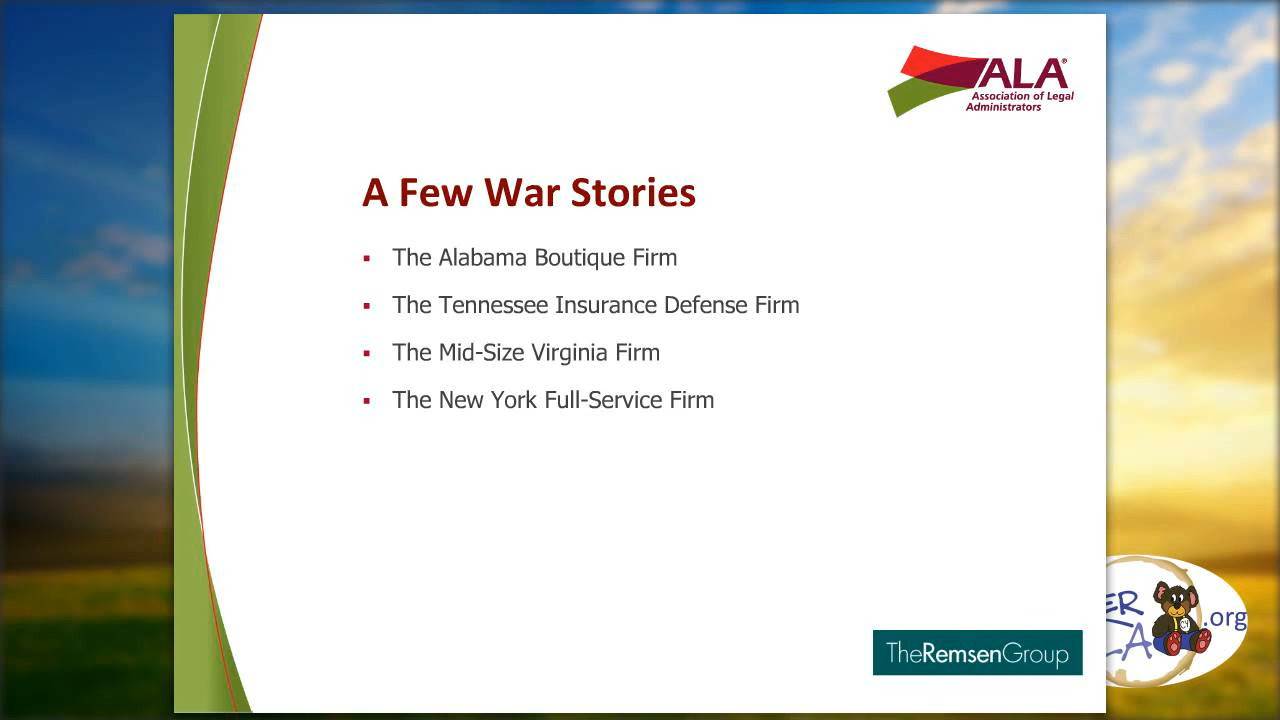 ALA®
Association of Legal
Administrators
A Few War Stories
▪ The Alabama Boutique Firm
▪ The Tennessee Insurance Defense Firm
▪ The Mid-Size Virginia Firm
▪ The New York Full-Service Firm
TheRemsenGroup
.org